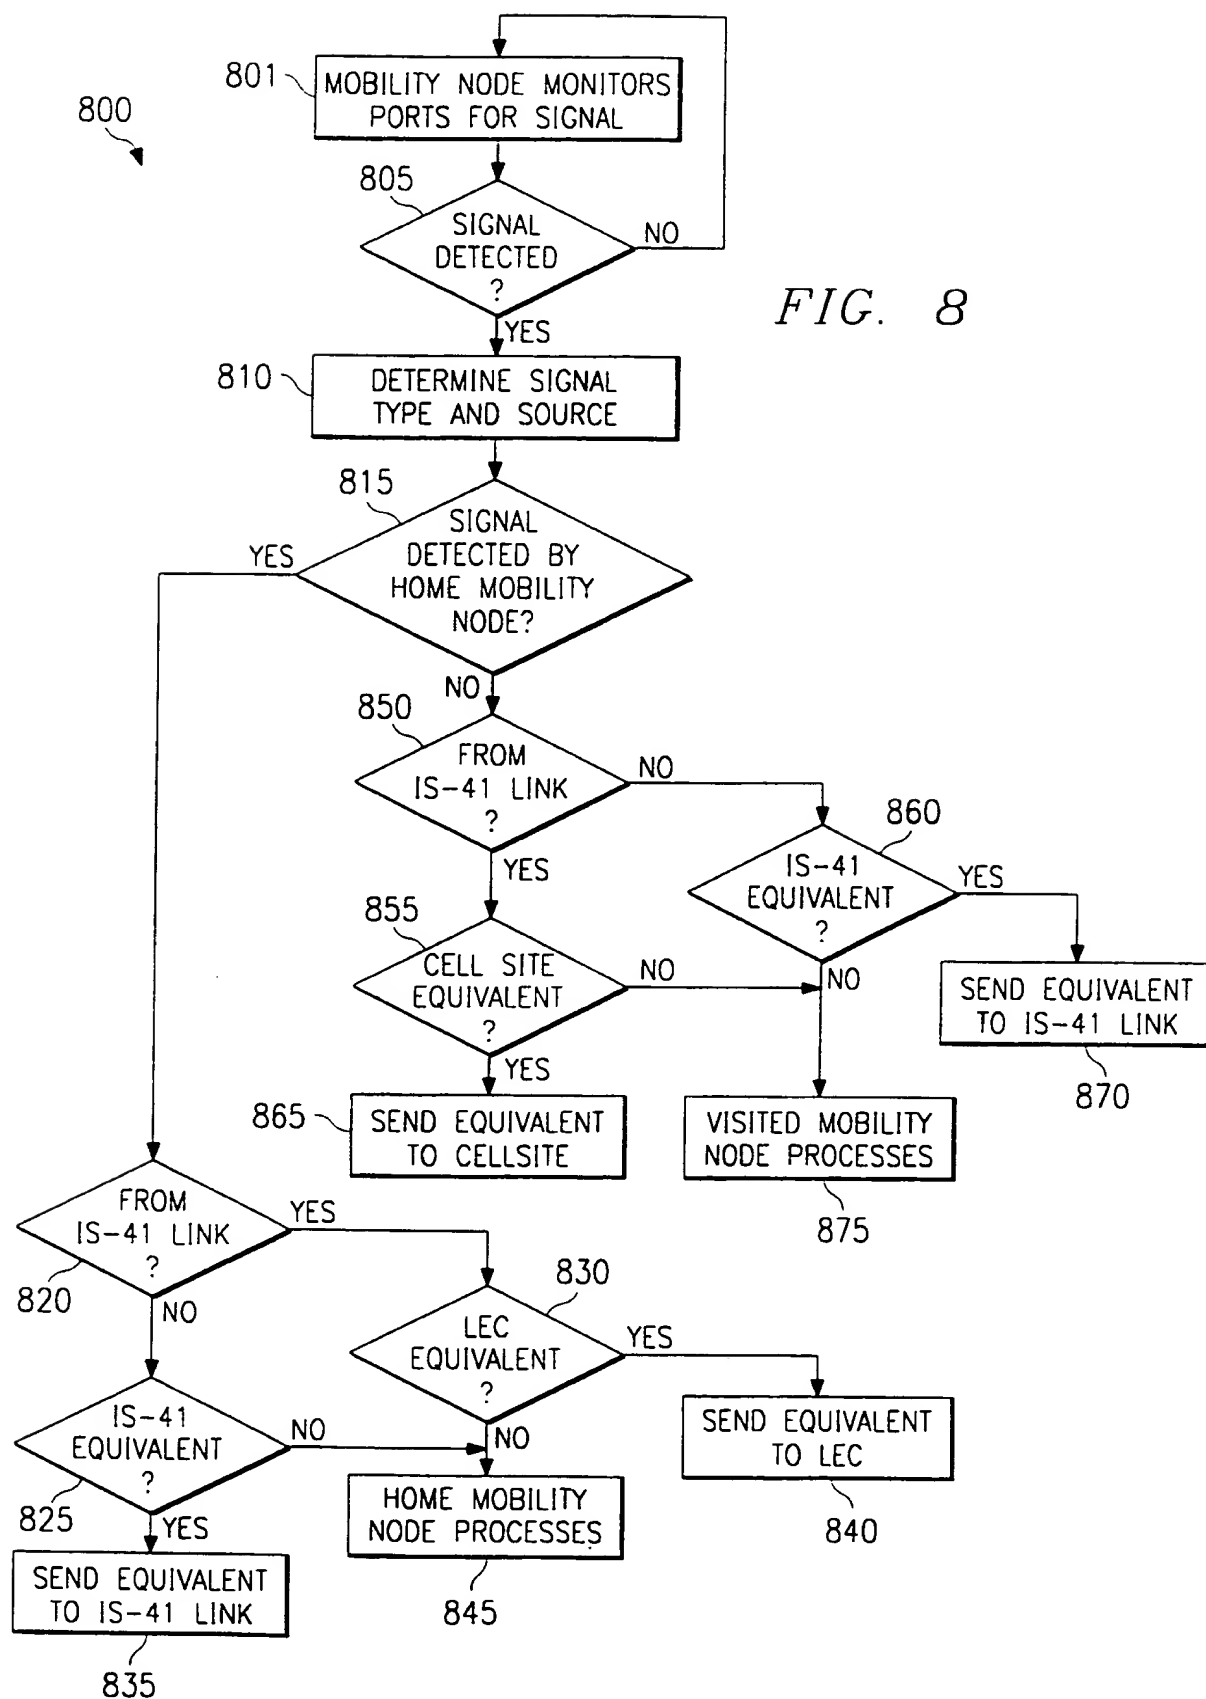 801
MOBILITY NODE MONITORS
PORTS FOR SIGNAL
800
805
SIGNAL
DETECTED
?
NO
FIG. 8
YES
810
DETERMINE SIGNAL
TYPE AND SOURCE
815
SIGNAL
DETECTED BY
HOME MOBILITY
NODE?
YES
NO
850
FROM
IS-41 LINK
?
NO
YES
860
IS-41
EQUIVALENT
?
YES
NO
855
CELL SITE
EQUIVALENT
?
NO
YES
SEND EQUIVALENT
TO IS-41 LINK
870
865
SEND EQUIVALENT
TO CELLSITE
VISITED MOBILITY
NODE PROCESSES
875
FROM
IS-41 LINK
?
YES
820
NO
830
LEC
EQUIVALENT
?
YES
NO
IS-41
EQUIVALENT
?
NO
825
YES
SEND EQUIVALENT
TO LEC
840
HOME MOBILITY
NODE PROCESSES
845
SEND EQUIVALENT
TO IS-41 LINK
835